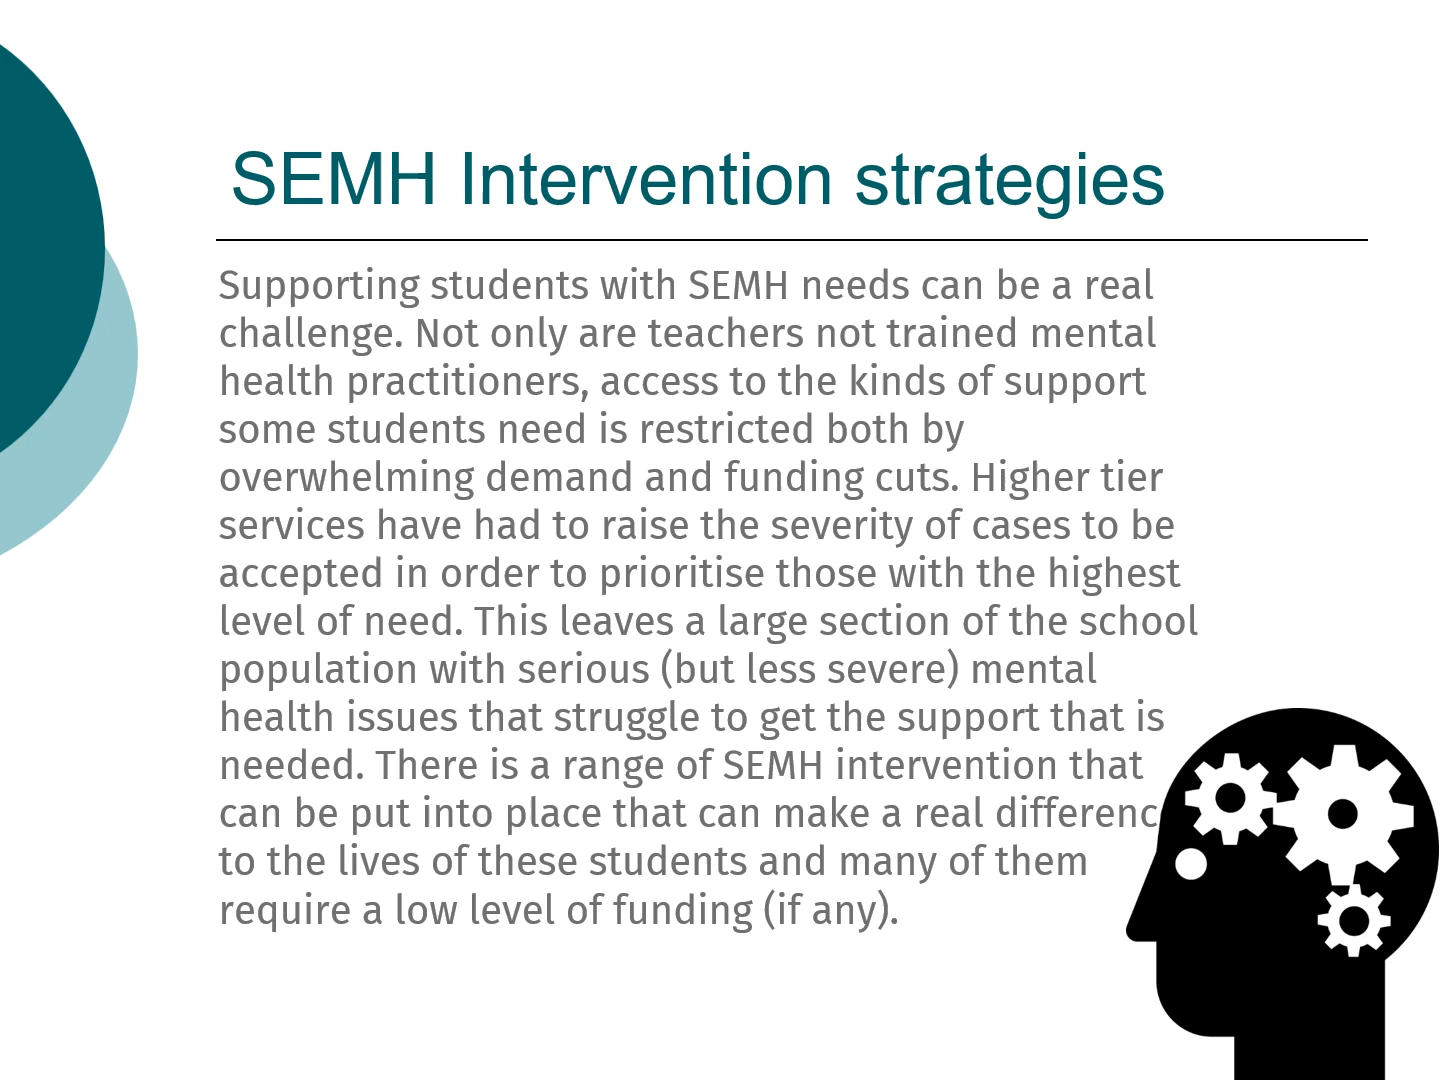 SEMH Intervention strategies
Supporting students with SEMH needs can be a real
challenge. Not only are teachers not trained mental
health practitioners, access to the kinds of support
some students need is restricted both by
overwhelming demand and funding cuts. Higher tier
services have had to raise the severity of cases to be
accepted in order to prioritise those with the highest
level of need. This leaves a large section of the school
population with serious (but less severe) mental
health issues that struggle to get the support that is
needed. There is a range of SEMH intervention that
can be put into place that can make a real differenc
to the lives of these students and many of them
require a low level of funding (if any).